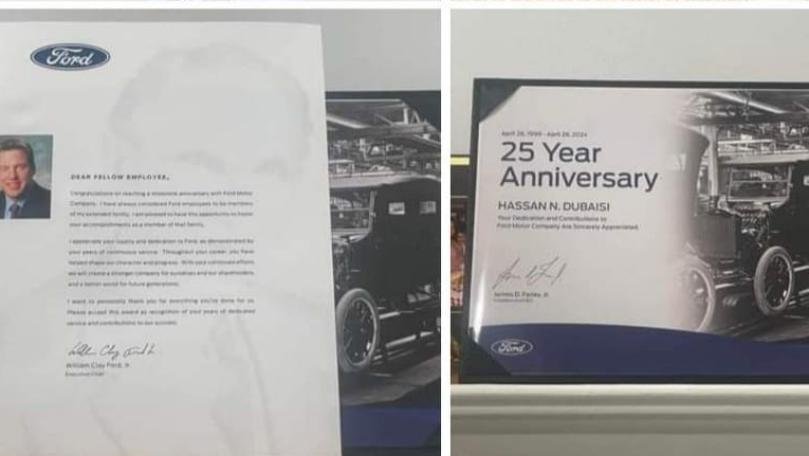 Ford
DEAR FELLOW EMPLOYEE,
Congratulations on reaching a milestone anniversary with Ford Motor
Company. I have always considered Ford employees to be members
of my extended family. I am pleased to have this opportunity to honor
your accomplishments as a member of that family.
I appreciate your loyalty and dedication to Ford, as demonstrated by
your years of continuous service. Throughout your career you have
helped shape our character and progress. With your continued efforts
we will create a stronger company for ourselves and our shareholders
and a better world for future generations.
I want to personally thank you for everything you've done for us.
Please accept this award as recognition of your years of dedicated
service and contributions to our success.
William Clay Ford, Jr.
Executive Chair
April 26, 1999 - April 26, 2024
25 Year
Anniversary
HASSAN N. DUBAISI
Your Dedication and Contributions to
Ford Motor Company Are Sincerely Appreciated.
James D. Farley, Jr.
Ford